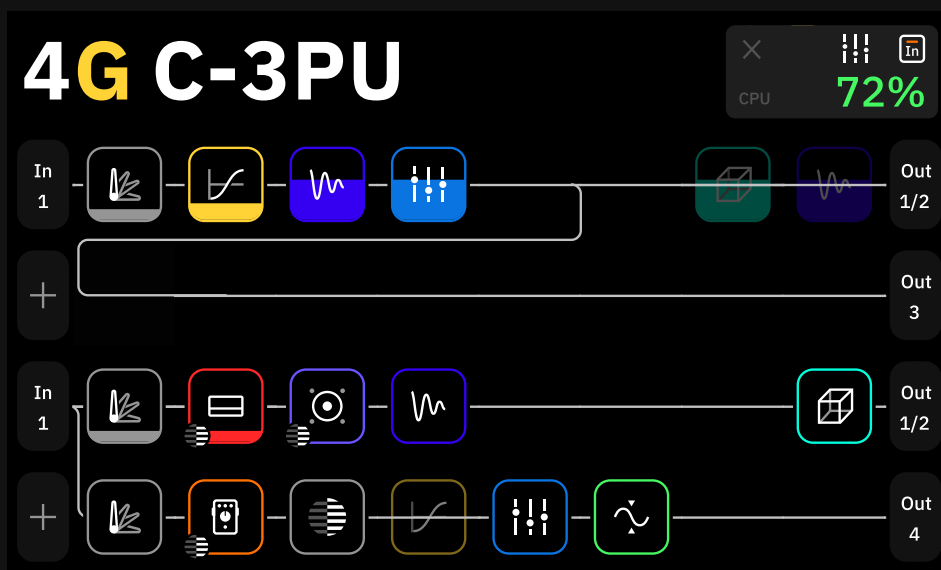 4G C-3PU
In
CPU 72%
In
1
Out
1/2
Out
3
In
1
Out
1/2
Out
4